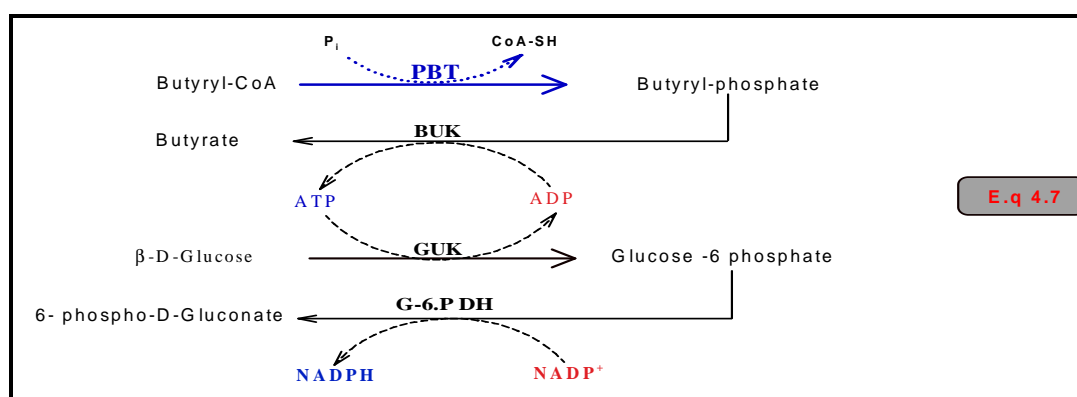 Pi CoA-SH
Butyryl-CoA PBT Butyryl-phosphate
Butyrate BUK
ATP ADP
E.q 4.7
β-D-Glucose GUK Glucose -6 phosphate
6- phospho-D-Gluconate G-6.P DH
NADPH NADP+